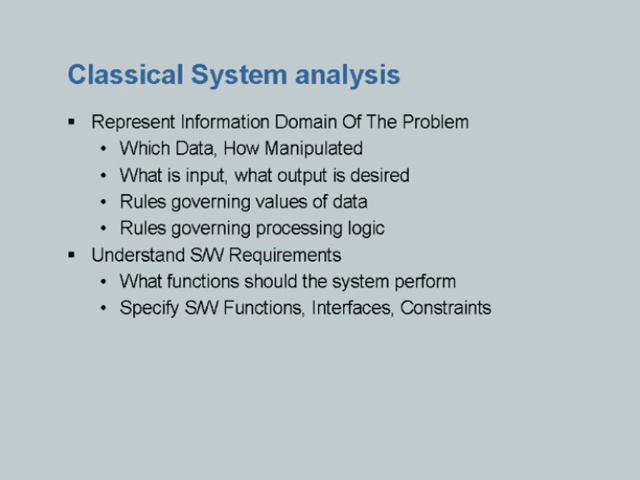 Classical System analysis
▪ Represent Information Domain Of The Problem
• Which Data, How Manipulated
• What is input, what output is desired
• Rules governing values of data
• Rules governing processing logic
▪ Understand S/W Requirements
• What functions should the system perform
• Specify S/W Functions, Interfaces, Constraints